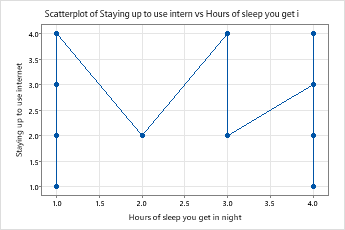 Scatterplot of Staying up to use intern vs Hours of sleep you get i
4.0
3.5
3.0
2.5
2.0
1.5
1.0
Staying up to use internet
1.0 1.5 2.0 2.5 3.0 3.5 4.0
Hours of sleep you get in night